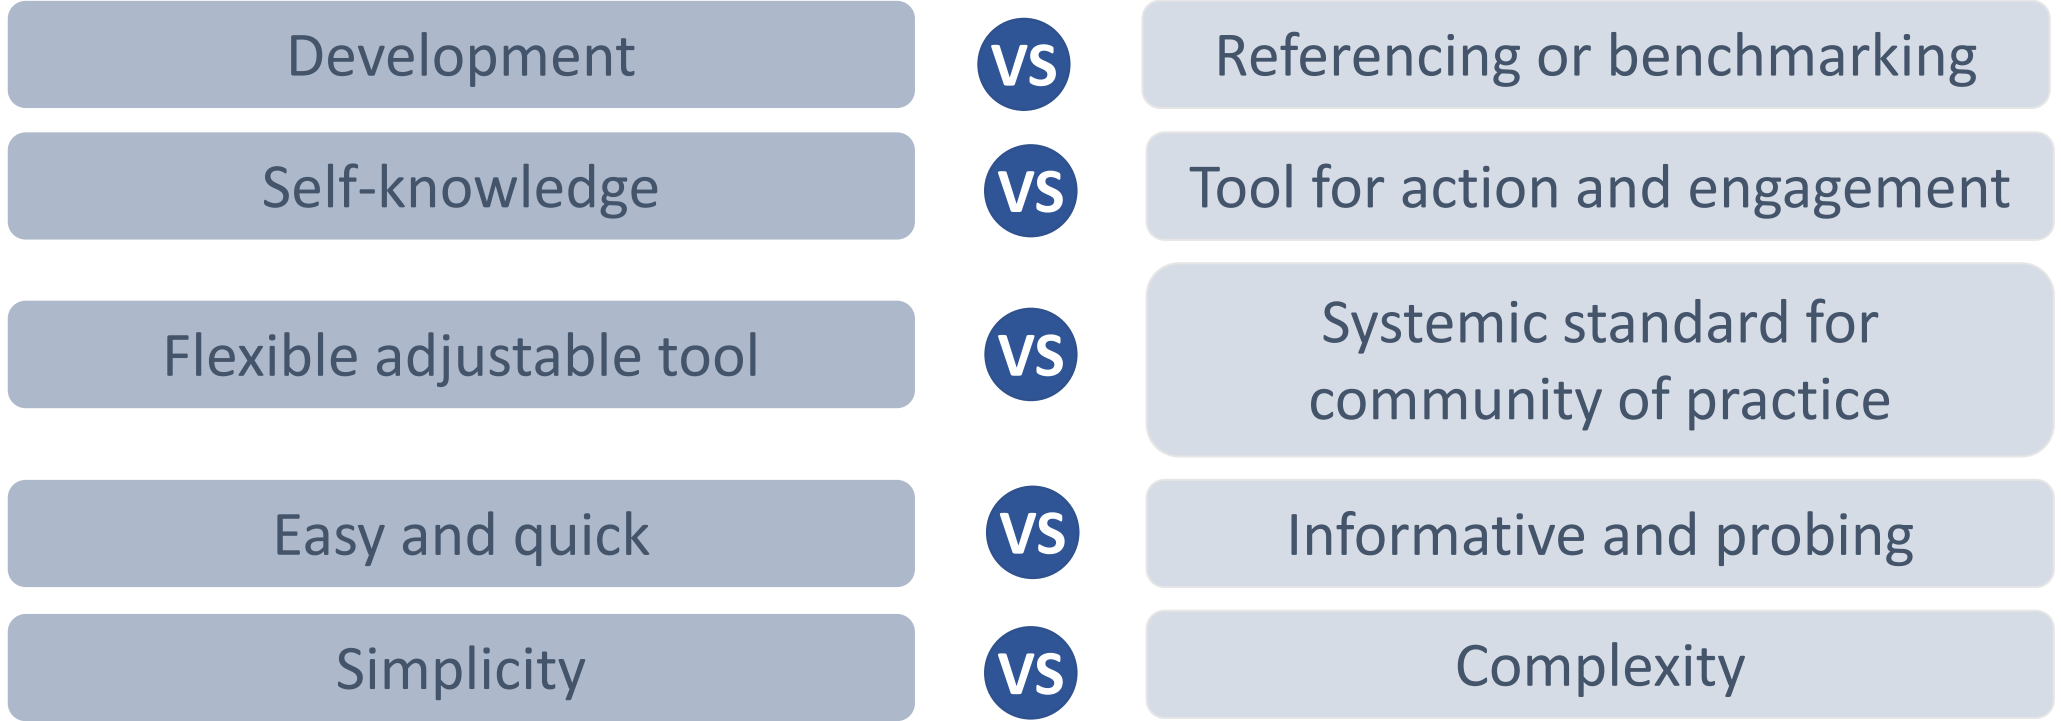 Development
VS
Referencing or benchmarking
Self-knowledge
VS
Tool for action and engagement
Flexible adjustable tool
VS
Systemic standard for
community of practice
Easy and quick
VS
Informative and probing
Simplicity
VS
Complexity